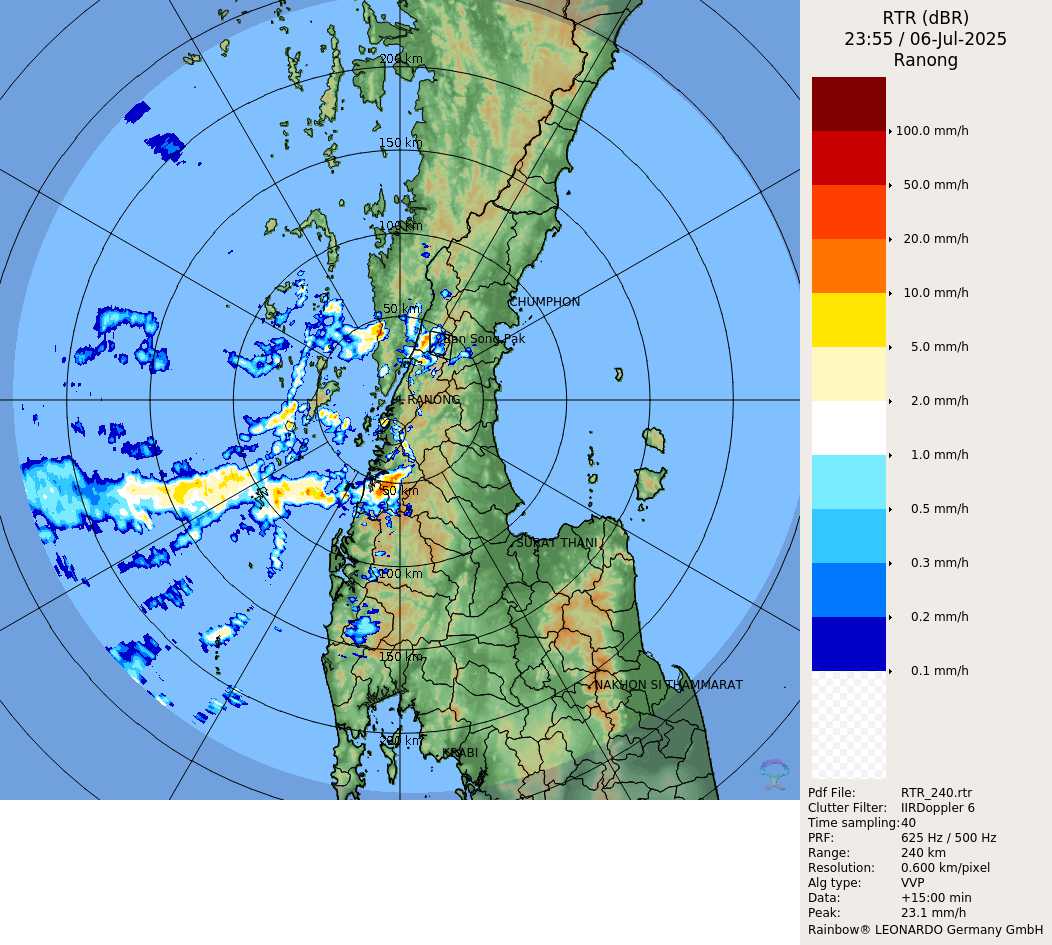 RTR (dBR)
23:55 / 06-Jul-2025
Ranong
100.0 mm/h
50.0 mm/h
20.0 mm/h
10.0 mm/h
5.0 mm/h
2.0 mm/h
1.0 mm/h
0.5 mm/h
0.3 mm/h
0.2 mm/h
0.1 mm/h
Pdf File: RTR_240.rtr
Clutter Filter: IIRDoppler 6
Time sampling:40
PRF: 625 Hz / 500 Hz
Range: 240 km
Resolution: 0.600 km/pixel
Alg type: VVP
Data: +15:00 min
Peak: 23.1 mm/h
Rainbow® LEONARDO Germany GmbH
200 km
150 km
100 km
CHUMPHON
50 km
Ban Song Pak
RANONG
50 km
SURAT THANI
100 km
150 km
NAKHON SI THAMMARAT
200 km
KRABI